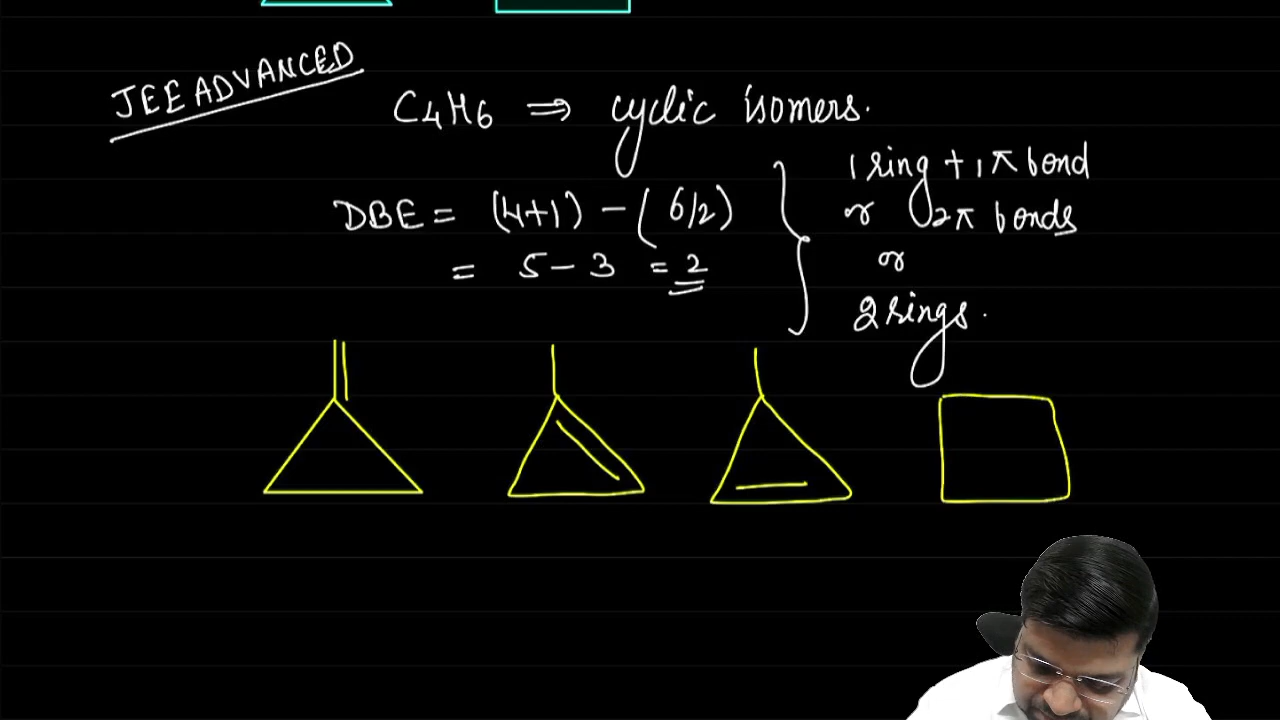 JEE ADVANCED
C4H6 ⇒ cyclic isomers.
DBE = (4+1) - (6/2)
= 5 - 3 = 2
1 ring + 1 π bond
or 2π bonds
or
2 rings.